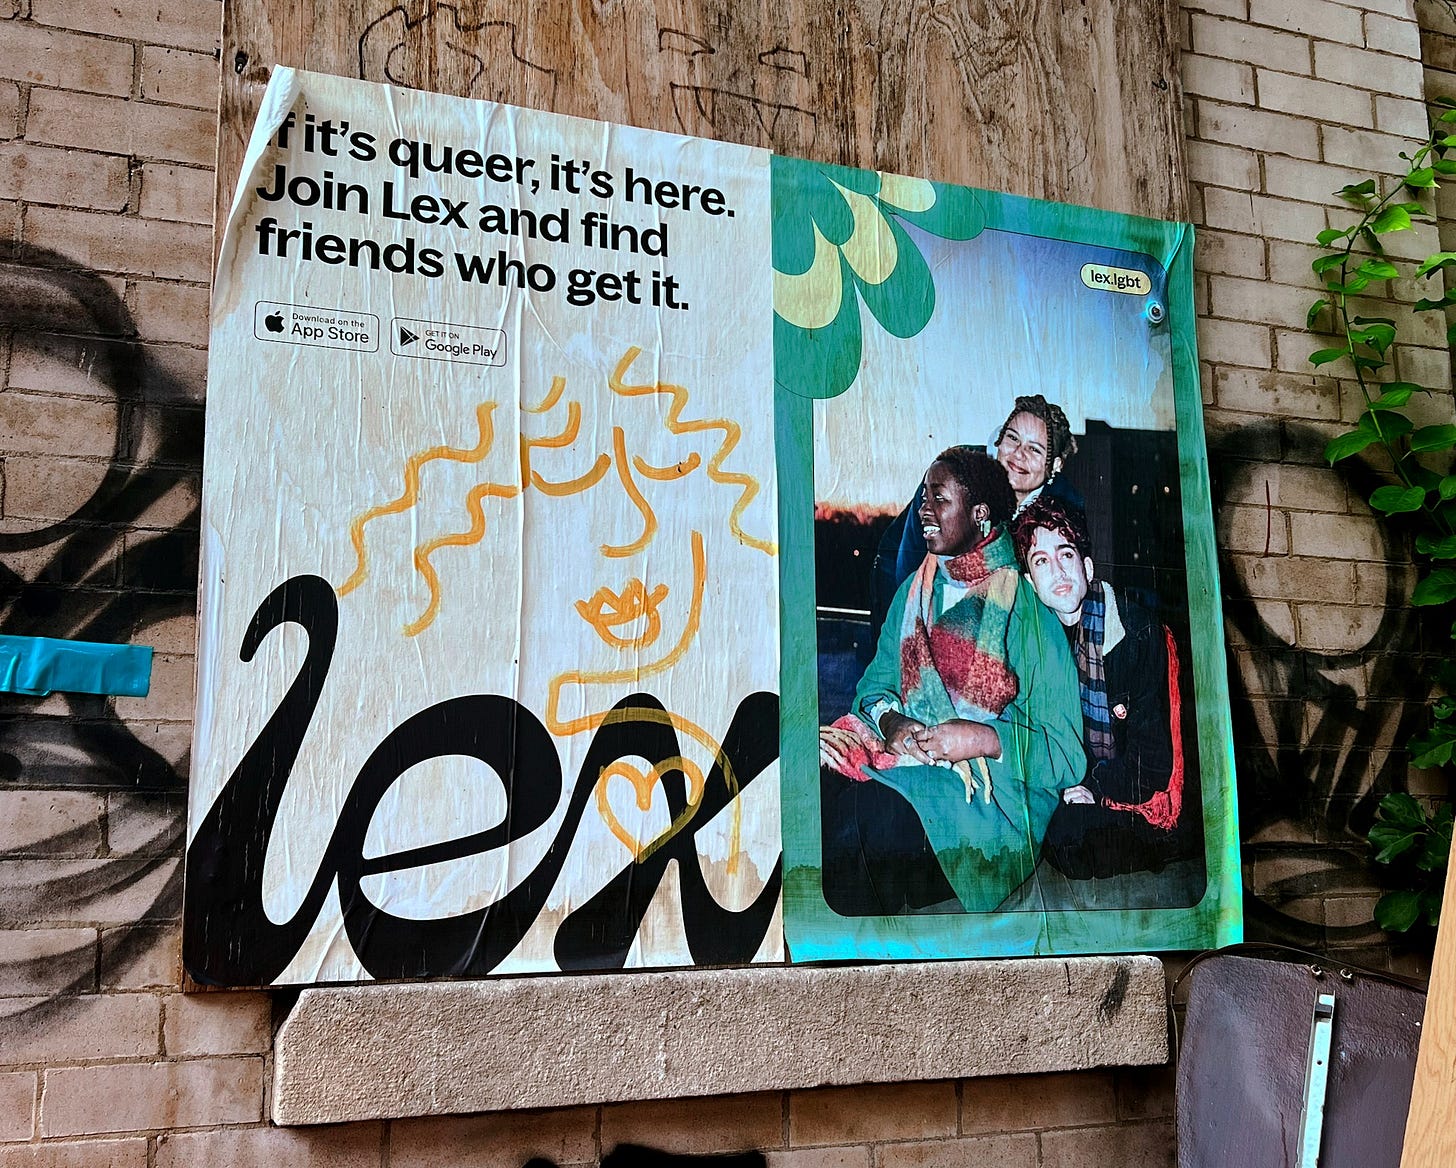 If it's queer, it's here.
Join Lex and find
friends who get it.
Download on the
App Store
GET IT ON
Google Play
lex
lex.lgbt